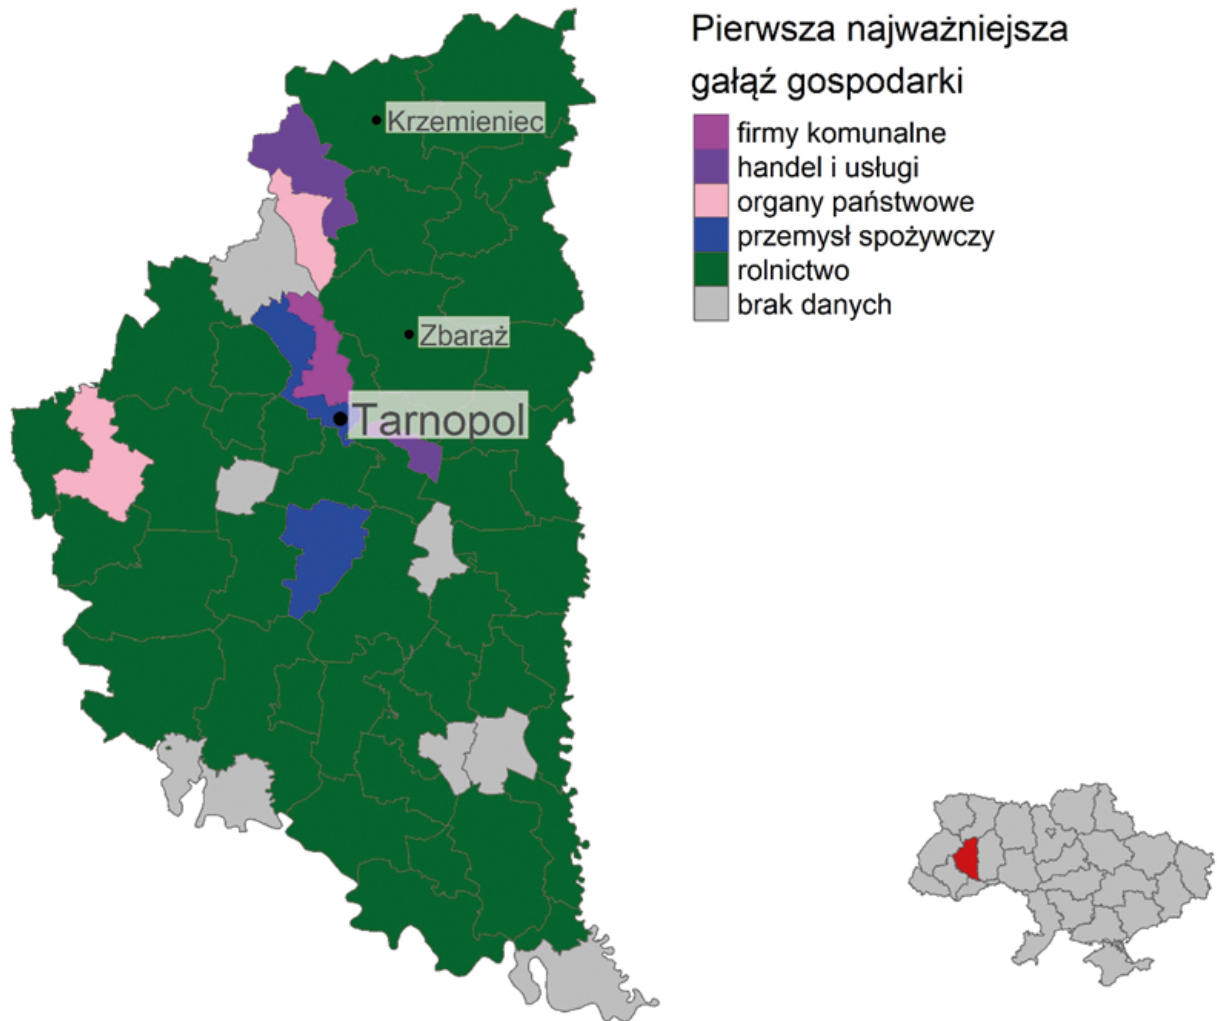 Pierwsza najważniejsza
gałąź gospodarki
firmy komunalne
handel i usługi
organy państwowe
przemysł spożywczy
rolnictwo
brak danych
Krzemieniec
Zbaraż
Tarnopol